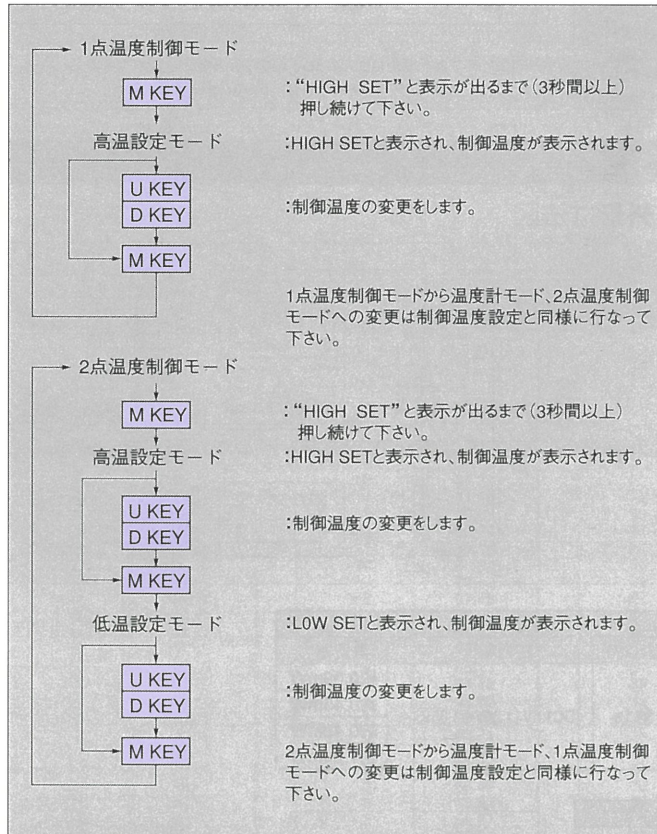 1点温度制御モード
M KEY
:“HIGH SET”と表示が出るまで(3秒間以上)
押し続けて下さい。
高温設定モード
:HIGH SETと表示され、制御温度が表示されます。
U KEY
D KEY
:制御温度の変更をします。
M KEY
1点温度制御モードから温度計モード、2点温度制御
モードへの変更は制御温度設定と同様に行なって
下さい。
2点温度制御モード
M KEY
:“HIGH SET”と表示が出るまで(3秒間以上)
押し続けて下さい。
高温設定モード
:HIGH SETと表示され、制御温度が表示されます。
U KEY
D KEY
:制御温度の変更をします。
M KEY
低温設定モード
:L0W SETと表示され、制御温度が表示されます。
U KEY
D KEY
:制御温度の変更をします。
M KEY
2点温度制御モードから温度計モード、1点温度制御
モードへの変更は制御温度設定と同様に行なって
下さい。